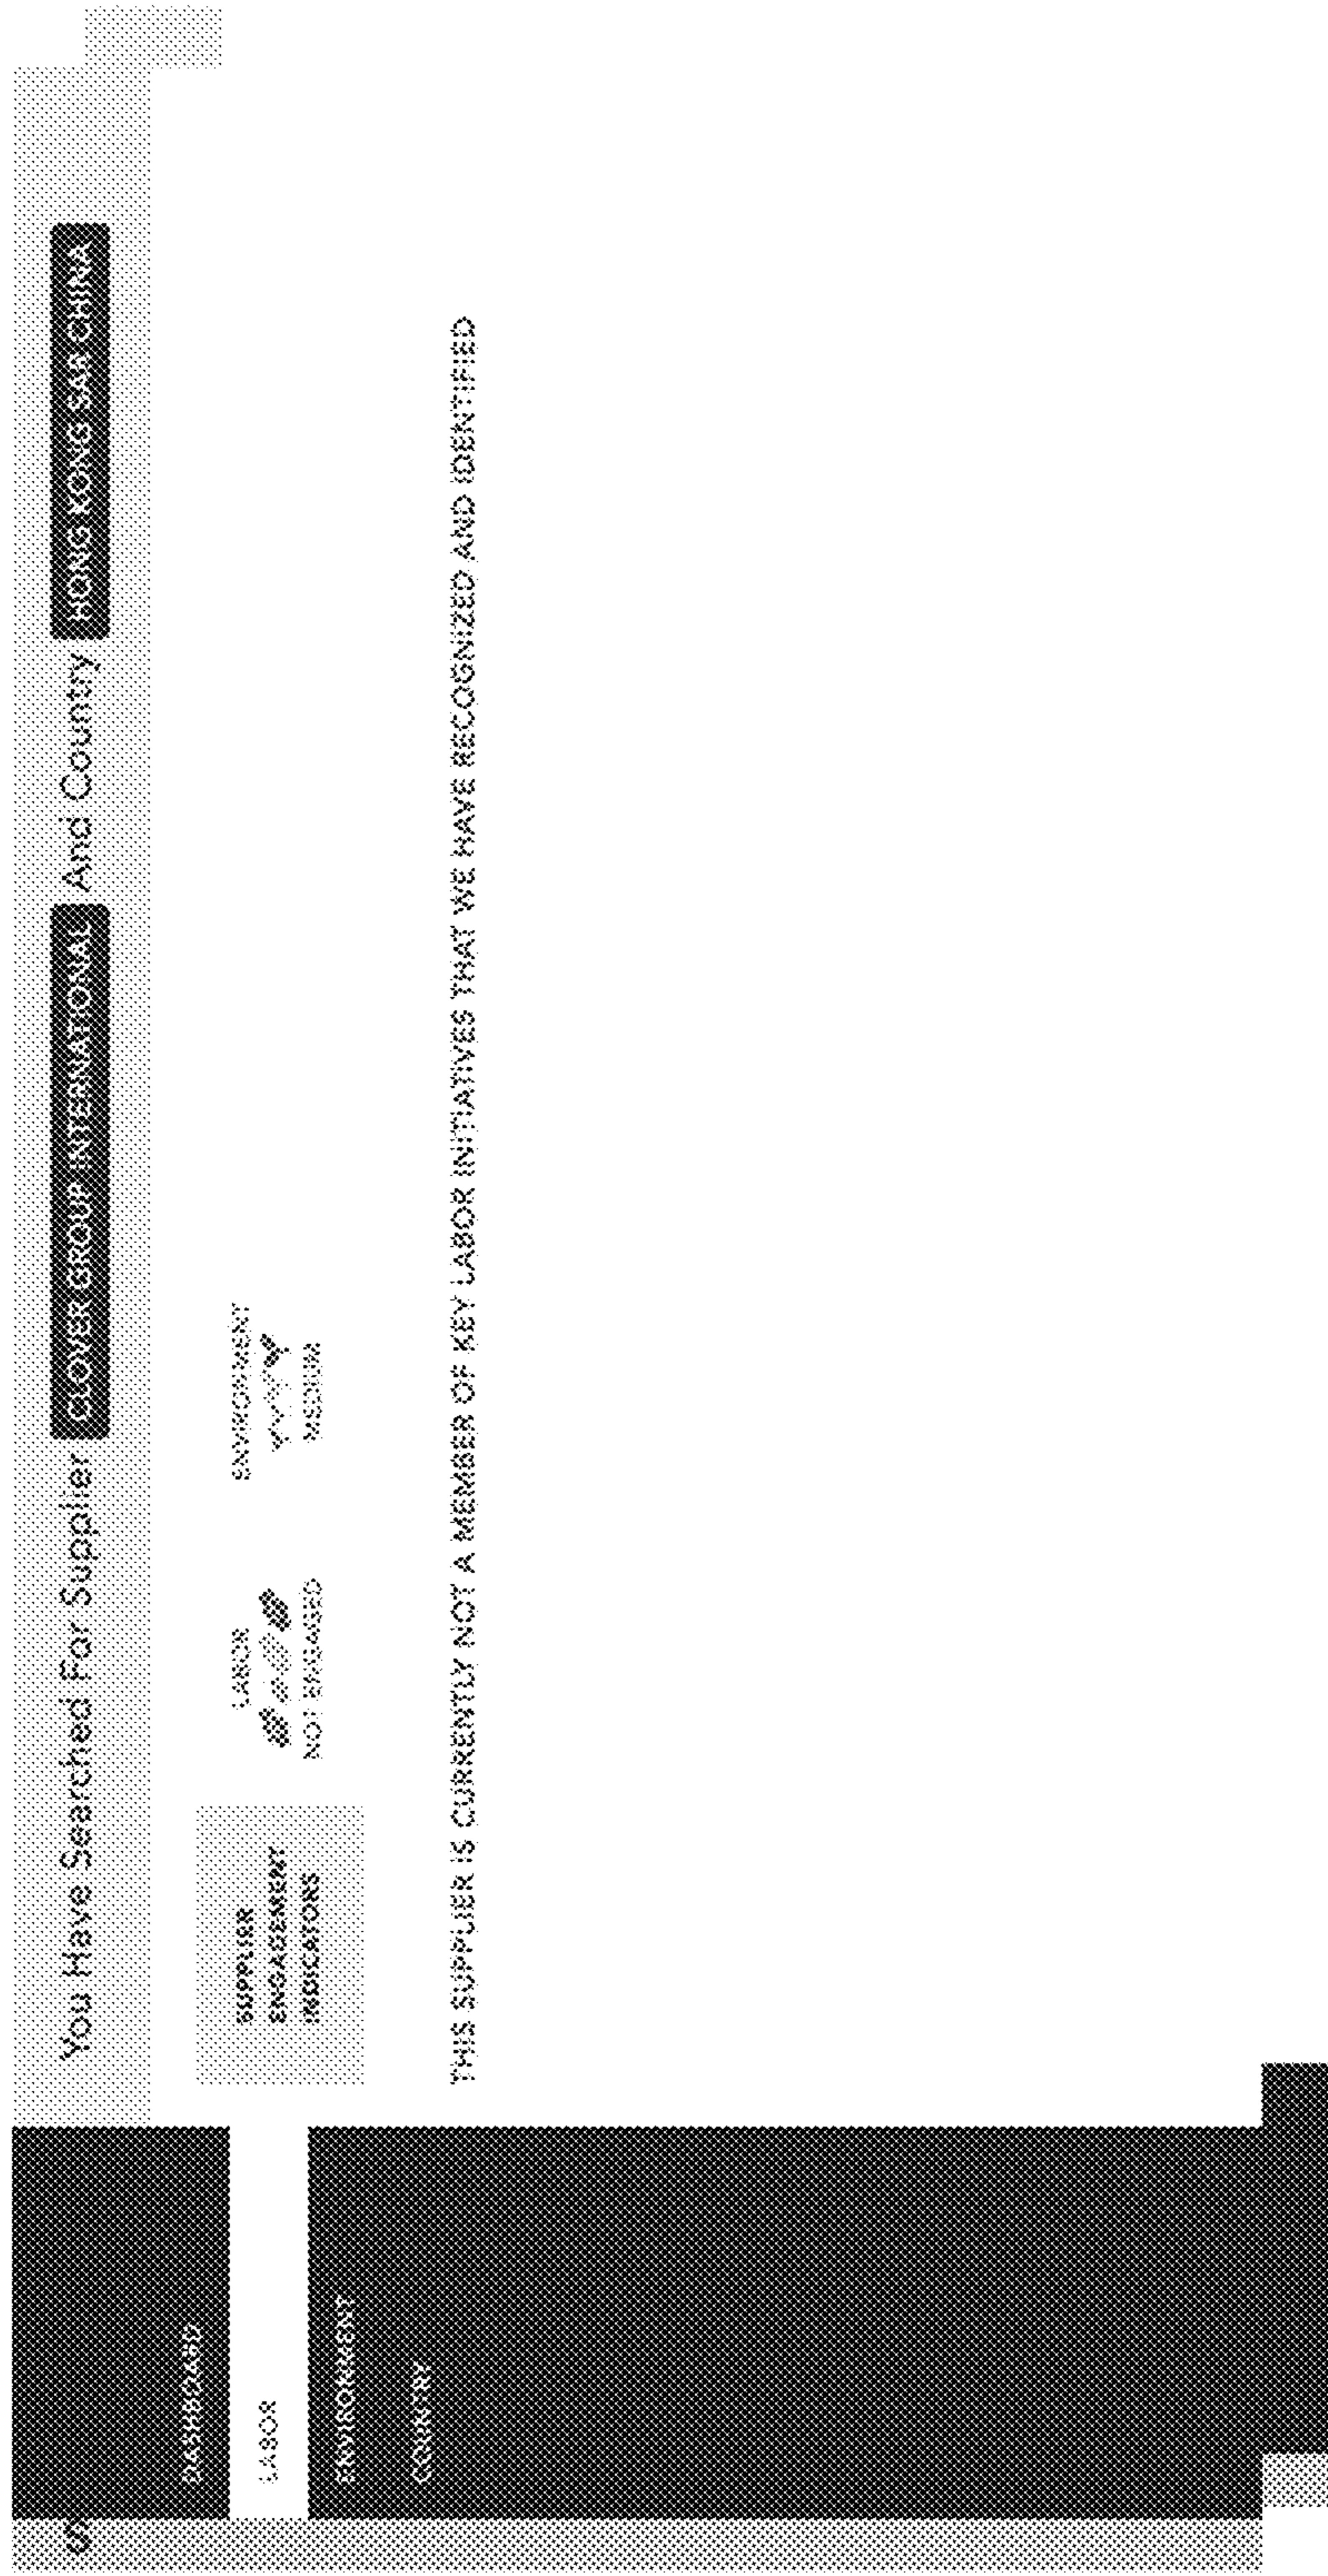 You Have Searched For Supplier CLOVER GROUP INTERNATIONAL And Country HONG KONG SAR CHINA
S
DASHBOARD
LABOR
ENVIRONMENT
COUNTRY
SUPPLIER
ENGAGEMENT
INDICATORS
LABOR
NOT ENGAGED
ENVIRONMENT
MEDIUM
THIS SUPPLIER IS CURRENTLY NOT A MEMBER OF KEY LABOR INITIATIVES THAT WE HAVE RECOGNIZED AND IDENTIFIED